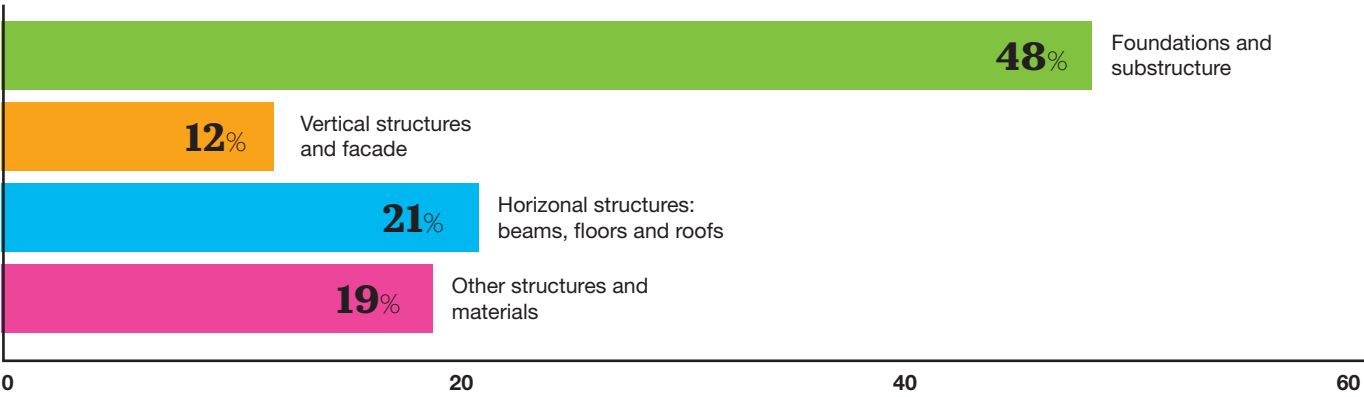 48%
Foundations and
substructure
12%
Vertical structures
and facade
21%
Horizonal structures:
beams, floors and roofs
19%
Other structures and
materials
0 20 40 60